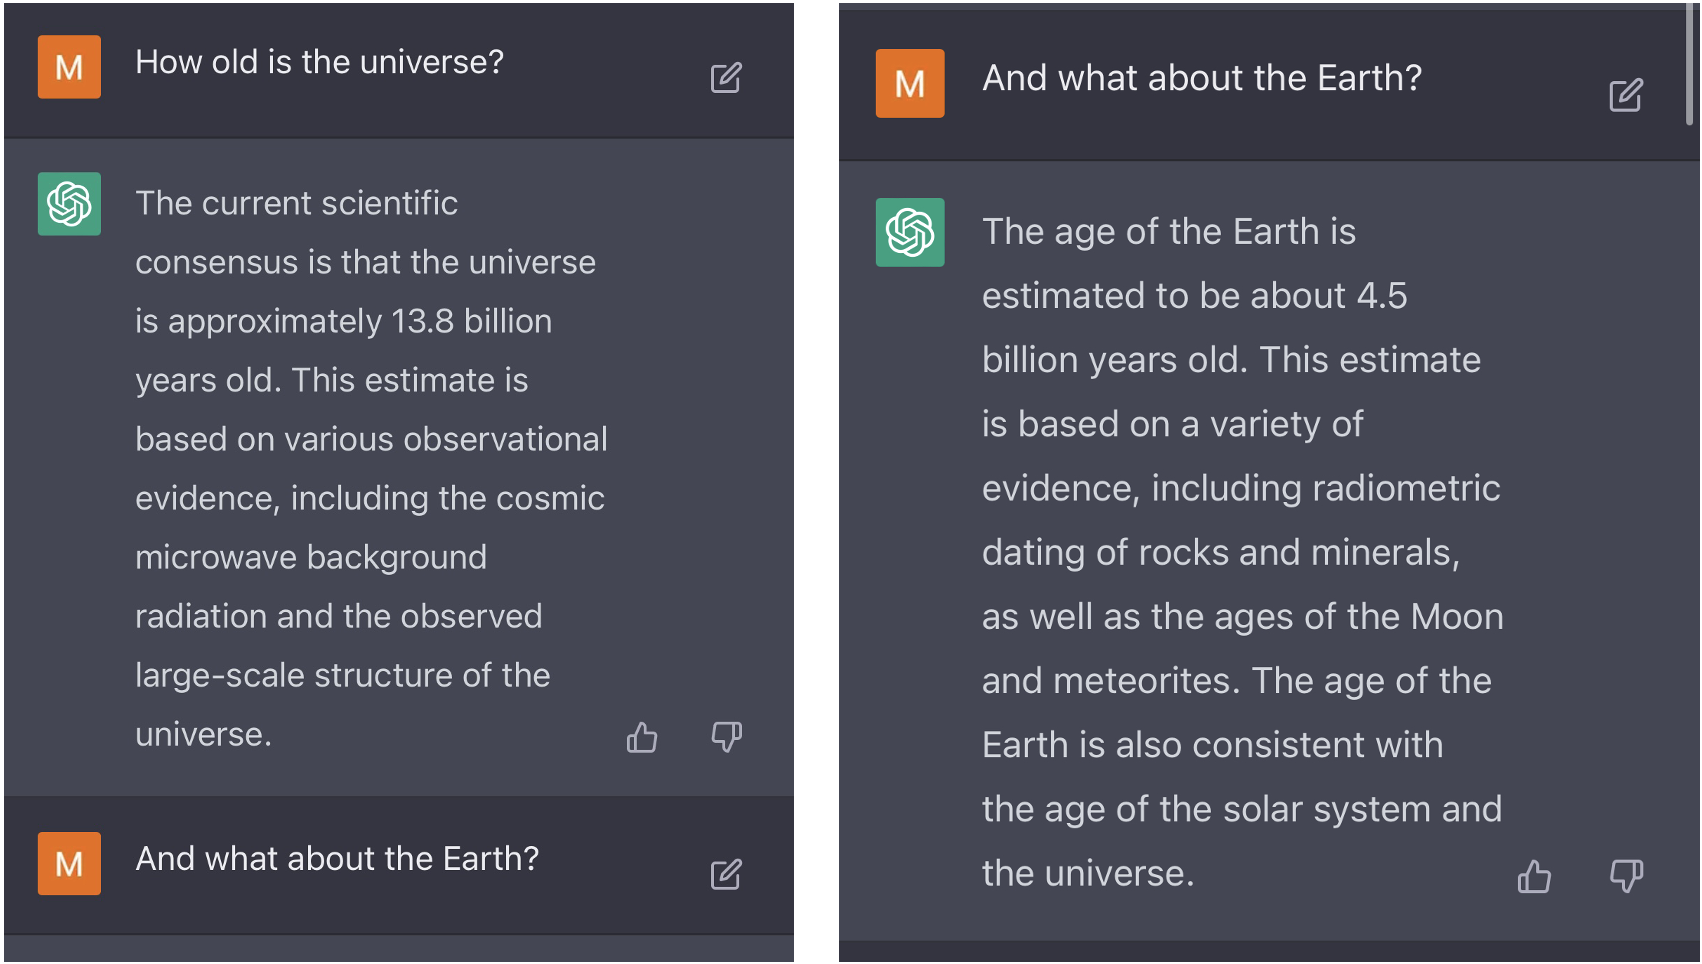 M
How old is the universe?
The current scientific
consensus is that the universe
is approximately 13.8 billion
years old. This estimate is
based on various observational
evidence, including the cosmic
microwave background
radiation and the observed
large-scale structure of the
universe.
M
And what about the Earth?
M
And what about the Earth?
The age of the Earth is
estimated to be about 4.5
billion years old. This estimate
is based on a variety of
evidence, including radiometric
dating of rocks and minerals,
as well as the ages of the Moon
and meteorites. The age of the
Earth is also consistent with
the age of the solar system and
the universe.